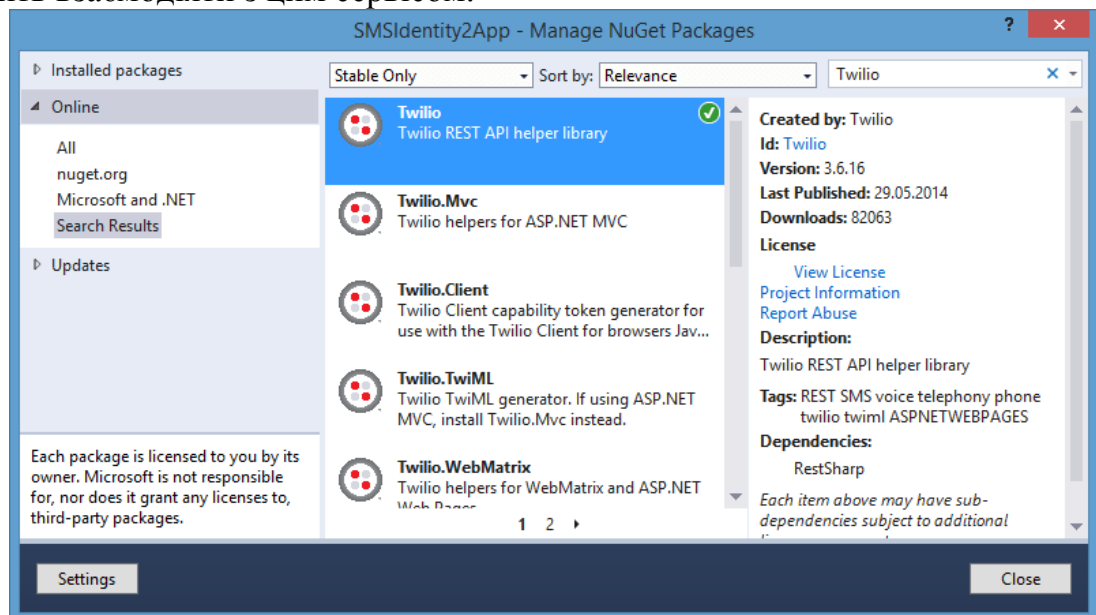 взаємодіяти з цим сервісом.
SMSIdentity2App - Manage NuGet Packages
?
Installed packages
Online
All
nuget.org
Microsoft and .NET
Search Results
Updates
Each package is licensed to you by its
owner. Microsoft is not responsible
for, nor does it grant any licenses to,
third-party packages.
Stable Only
Sort by: Relevance
Twilio
Twilio REST API helper library
Twilio.Mvc
Twilio helpers for ASP.NET MVC
Twilio.Client
Twilio Client capability token generator for
use with the Twilio Client for browsers Jav...
Twilio.TwiML
Twilio TwiML generator. If using ASP.NET
MVC, install Twilio.Mvc instead.
Twilio.WebMatrix
Twilio helpers for WebMatrix and ASP.NET
Web Pages
1 2
Twilio
Created by: Twilio
Id: Twilio
Version: 3.6.16
Last Published: 29.05.2014
Downloads: 82063
License
View License
Project Information
Report Abuse
Description:
Twilio REST API helper library
Tags: REST SMS voice telephony phone
twilio twiml ASPNETWEBPAGES
Dependencies:
RestSharp
Each item above may have sub-
dependencies subject to additional
Settings
Close